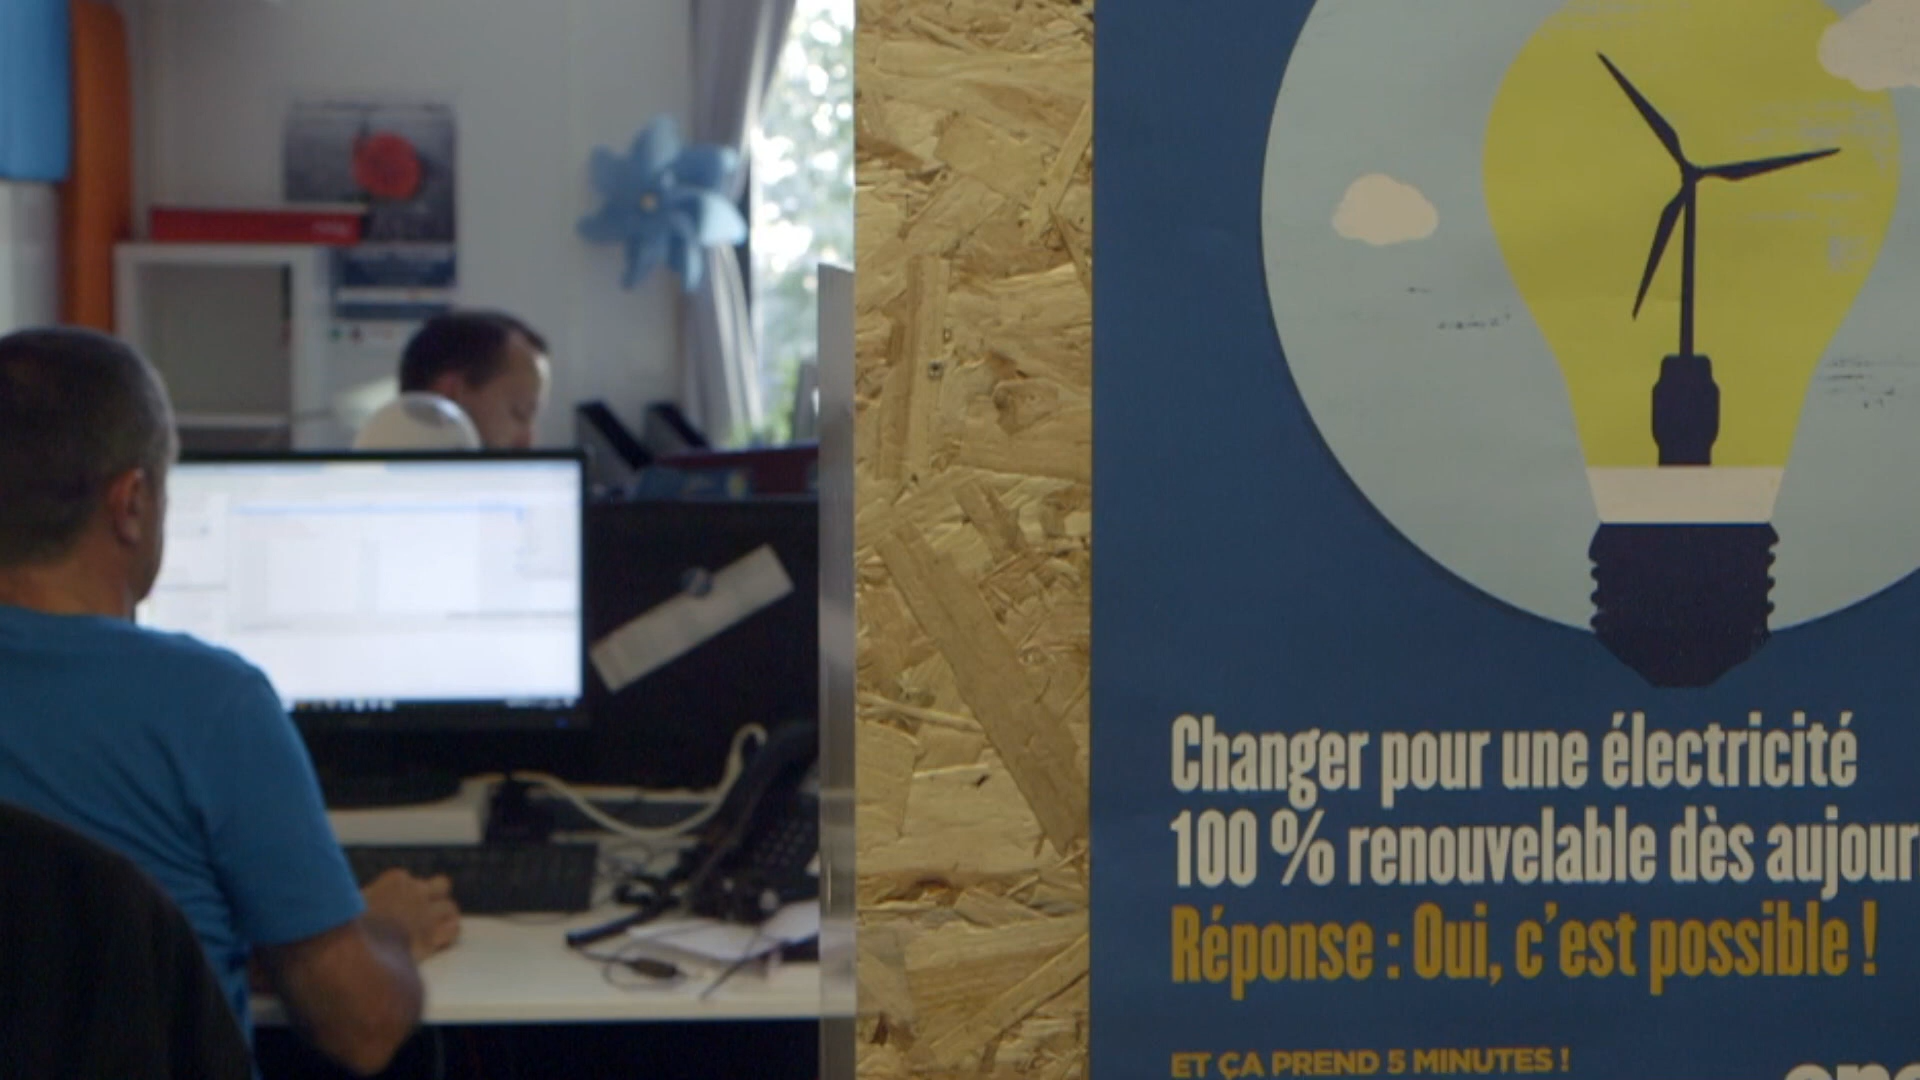 Changer pour une électricité
100 % renouvelable dès aujour
Réponse : Oui, c'est possible !
ET ÇA PREND 5 MINUTES !